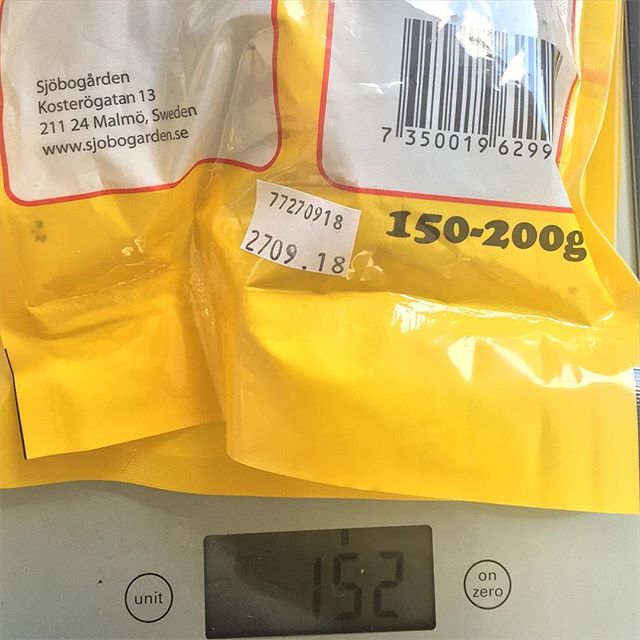 Sjöbogården
Kosterögatan 13
211 24 Malmö, Sweden
www.sjobogarden.se
7 350019 6299
77270918
2709.18
150-200g
152
unit
on
zero